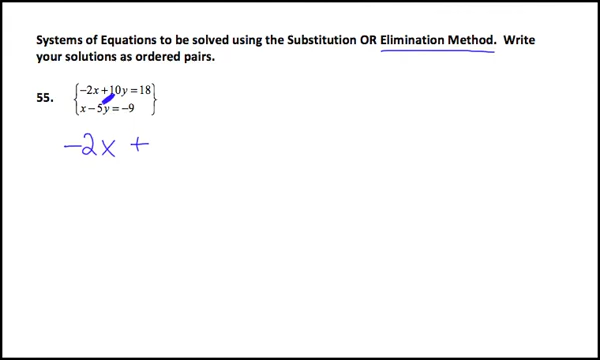 Systems of Equations to be solved using the Substitution OR Elimination Method. Write
your solutions as ordered pairs.
55. {−2x+10y=18}
{x−5y=−9}
−2x +